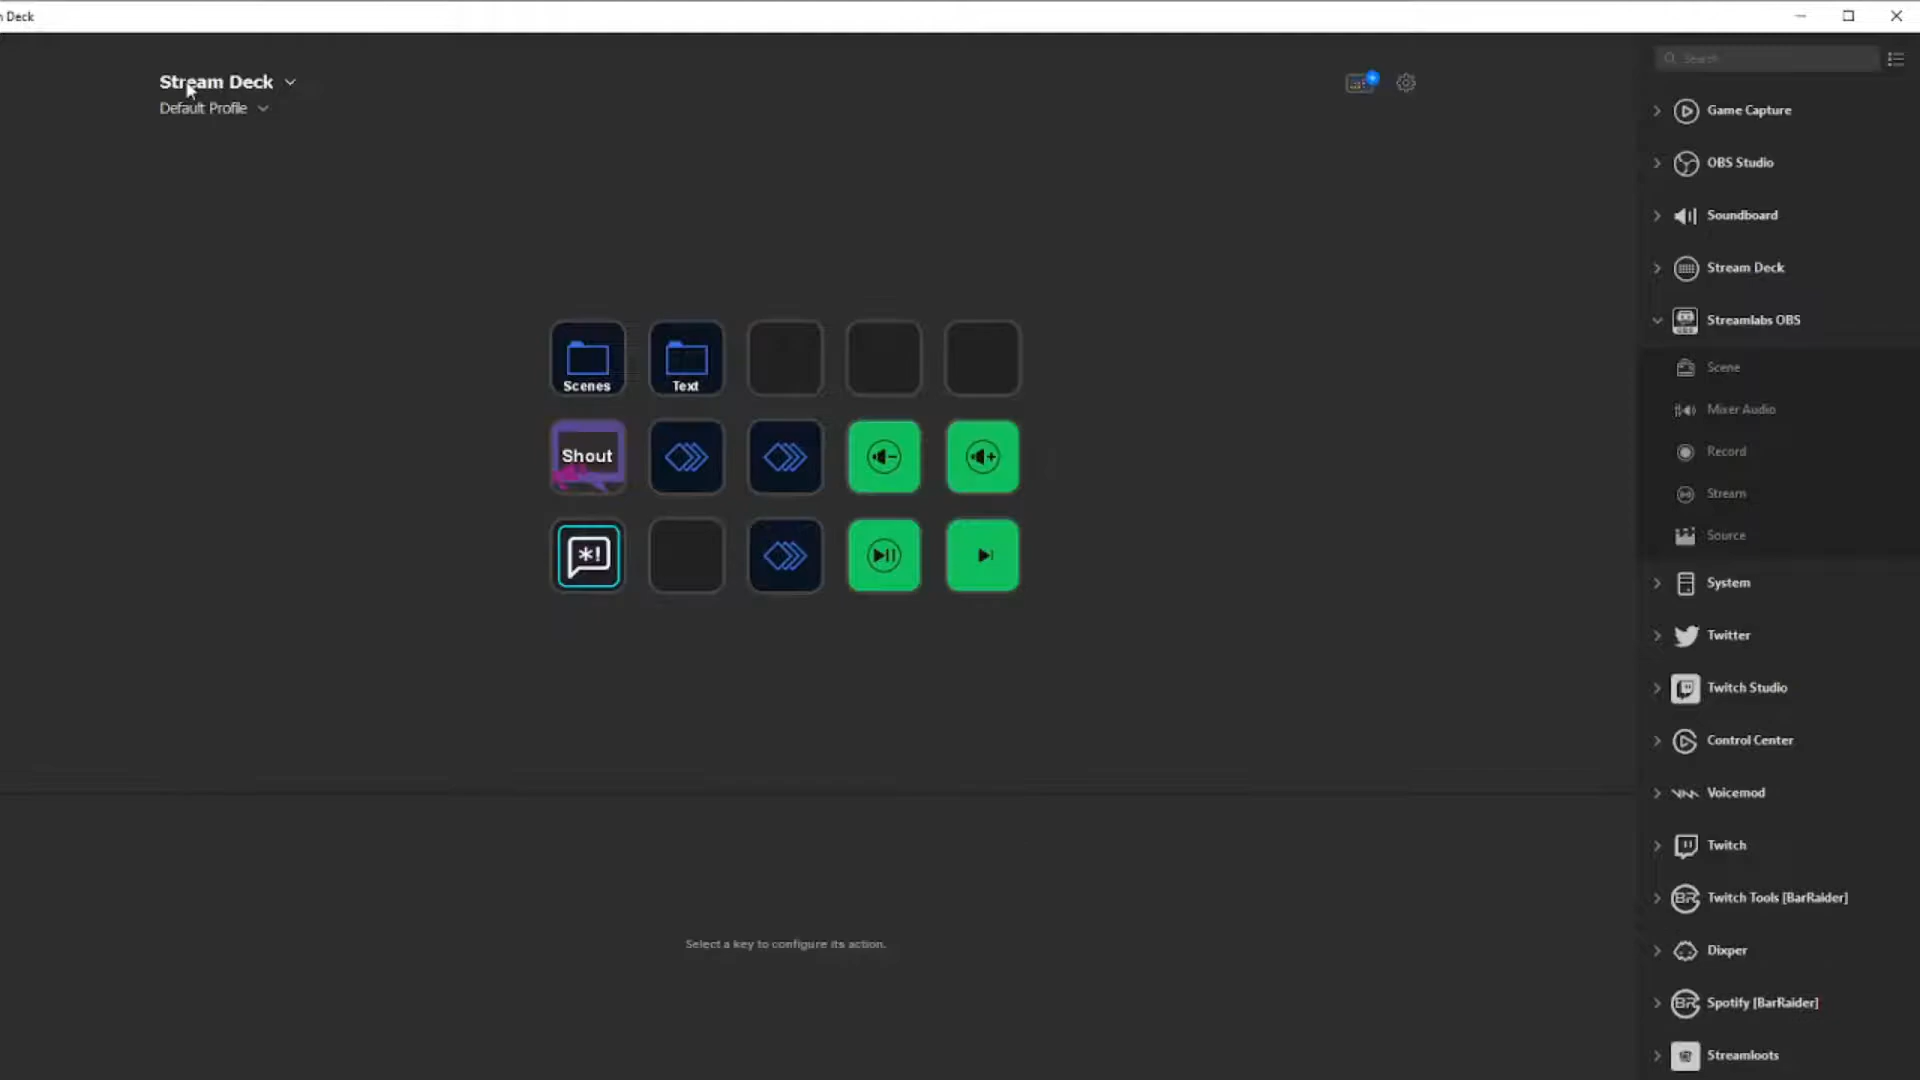 n Deck
Stream Deck
Default Profile
Search
Game Capture
OBS Studio
Soundboard
Stream Deck
Streamlabs OBS
Scene
Mixer Audio
Record
Stream
Source
System
Twitter
Twitch Studio
Control Center
Voicemod
Twitch
Twitch Tools [BarRaider]
Dixper
Spotify [BarRaider]
Streamloots
Scenes
Text
Shout
*!
Select a key to configure its action.